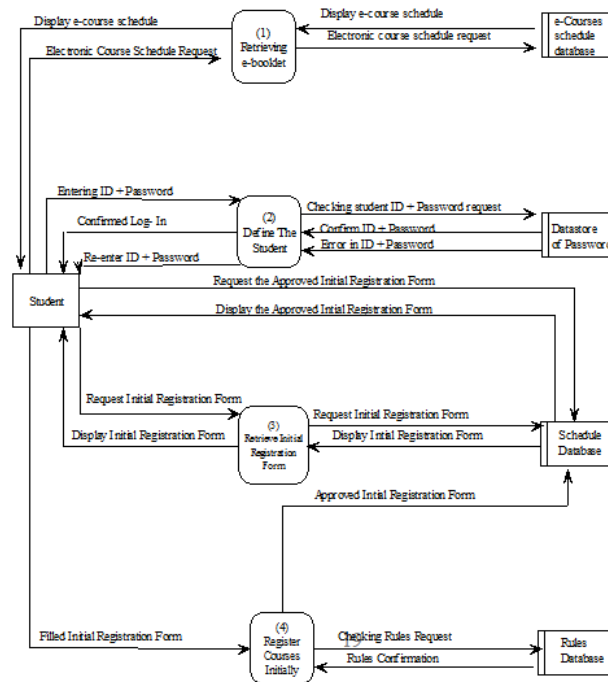 Display e-course schedule
Display e-course schedule
(1)
Retrieving
e-booldet
e-Courses
schedule
database
Electronic course schedule request
Electronic Course Schedule Request
Entering ID + Password
Checking student ID + Password request
(2)
Define The
Student
Confirmed Log- In
Confirm ID + Password
Error in ID + Password
Datastore
of Password
Re-enter ID + Password
Student
Request the Approved Initial Registration Form
Display the Approved Intial Registration Form
Request Initial Registration Form
Request Initial Registration Form
(3)
Retrieve Initial
Registration
Form
Display Initial Registration Form
Display Intial Registration Form
Schedule
Database
Approved Intial Registration Form
Filled Initial Registration Form
(4)
Register
Courses
Initially
Checking Rules Request
19
Rules Confirmation
Rules
Database